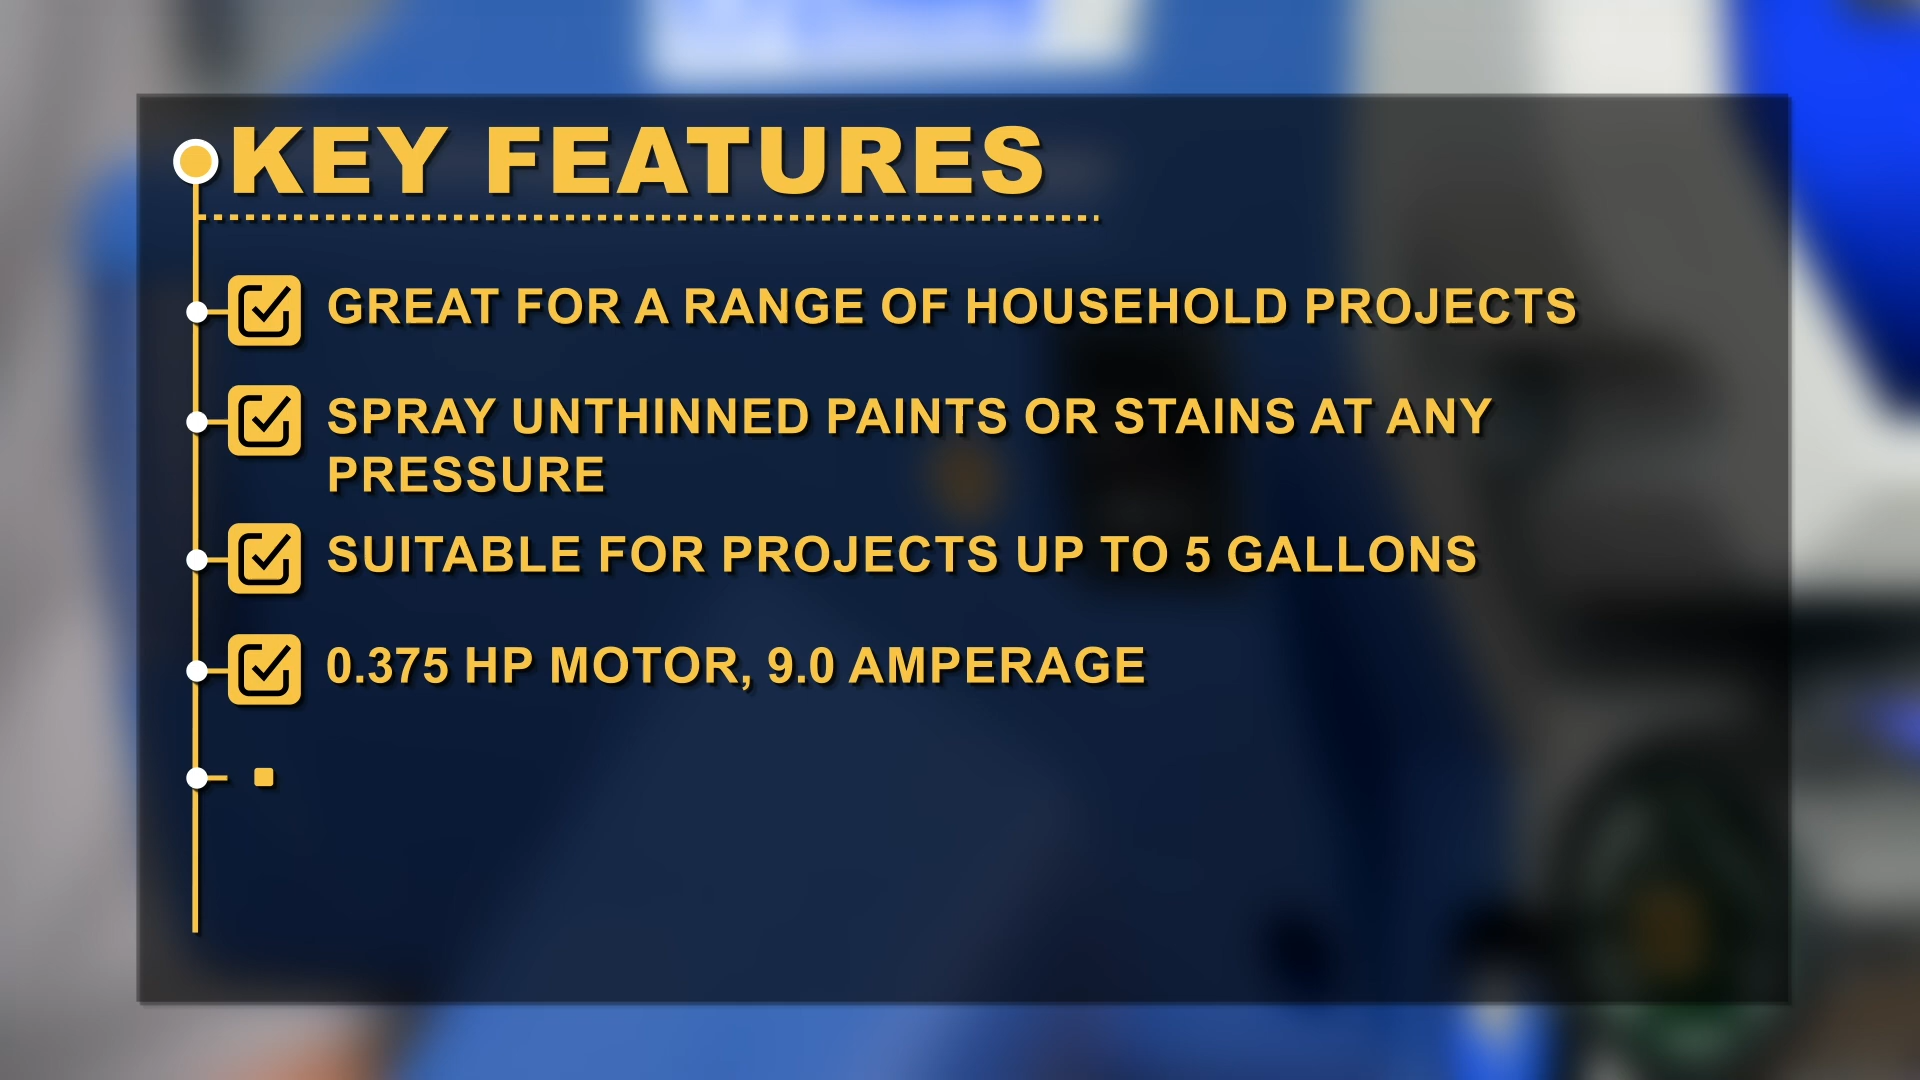 KEY FEATURES
GREAT FOR A RANGE OF HOUSEHOLD PROJECTS
SPRAY UNTHINNED PAINTS OR STAINS AT ANY
PRESSURE
SUITABLE FOR PROJECTS UP TO 5 GALLONS
0.375 HP MOTOR, 9.0 AMPERAGE